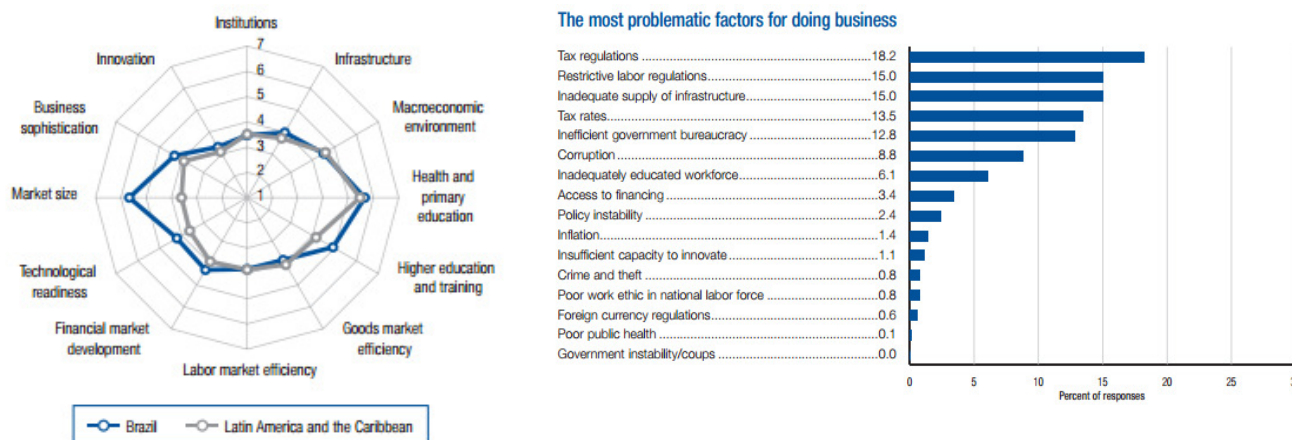 Institutions
Infrastructure
Macroeconomic
environment
Health and
primary
education
Higher education
and training
Goods market
efficiency
Labor market efficiency
Financial market
development
Technological
readiness
Market size
Business
sophistication
Innovation
7
6
5
4
3
2
1
Brazil
Latin America and the Caribbean
The most problematic factors for doing business
Tax regulations 18.2
Restrictive labor regulations 15.0
Inadequate supply of infrastructure 15.0
Tax rates 13.5
Inefficient government bureaucracy 12.8
Corruption 8.8
Inadequately educated workforce 6.1
Access to financing 3.4
Policy instability 2.4
Inflation 1.4
Insufficient capacity to innovate 1.1
Crime and theft 0.8
Poor work ethic in national labor force 0.8
Foreign currency regulations 0.6
Poor public health 0.1
Government instability/coups 0.0
0 5 10 15 20 25
Percent of responses